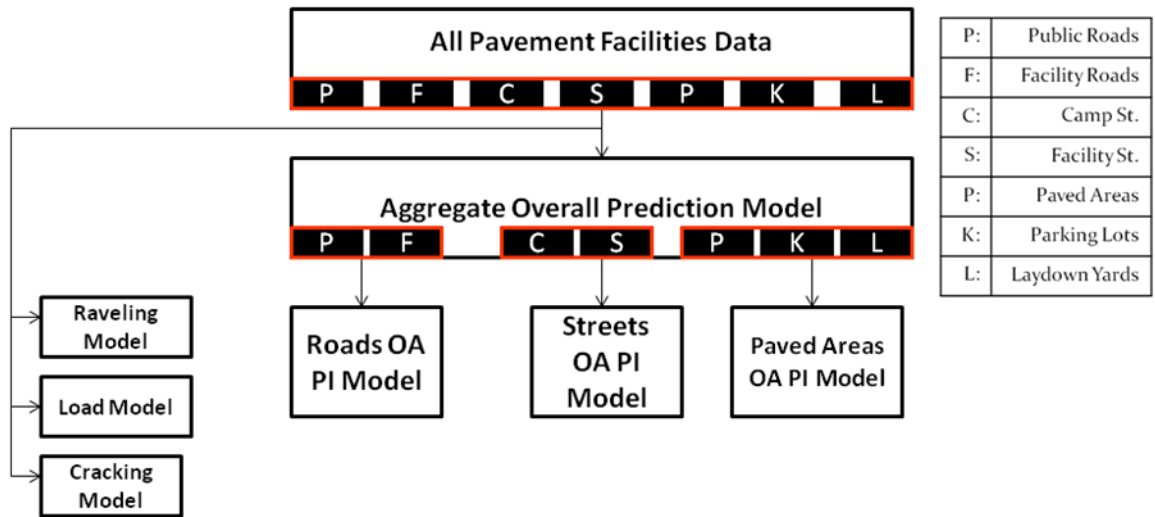 All Pavement Facilities Data
P F C S P K L
Aggregate Overall Prediction Model
P F C S P K L
Raveling
Model
Load Model
Cracking
Model
Roads OA
PI Model
Streets
OA PI
Model
Paved Areas
OA PI Model
P: Public Roads
F: Facility Roads
C: Camp St.
S: Facility St.
P: Paved Areas
K: Parking Lots
L: Laydown Yards